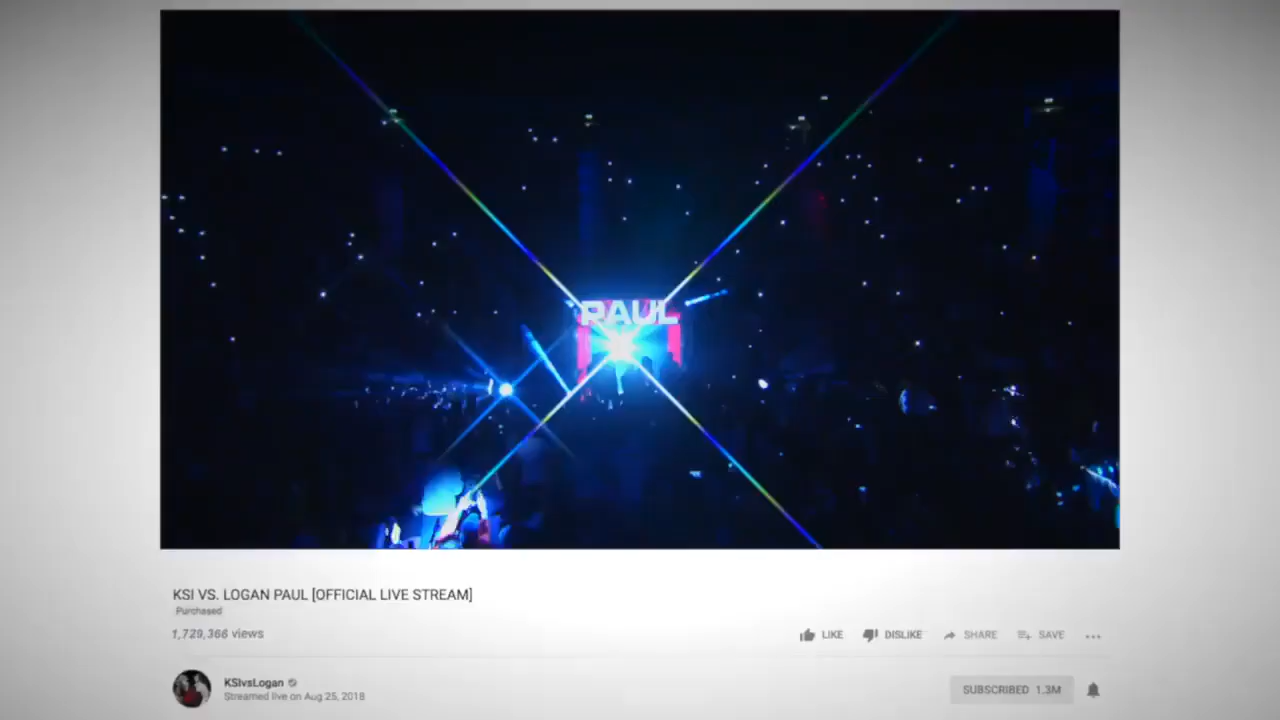 PAUL
KSI VS. LOGAN PAUL [OFFICIAL LIVE STREAM]
Purchased
1,729,366 views
LIKE
DISLIKE
SHARE
SAVE
KSIvsLogan
Streamed live on Aug 25, 2018
SUBSCRIBED 1.3M